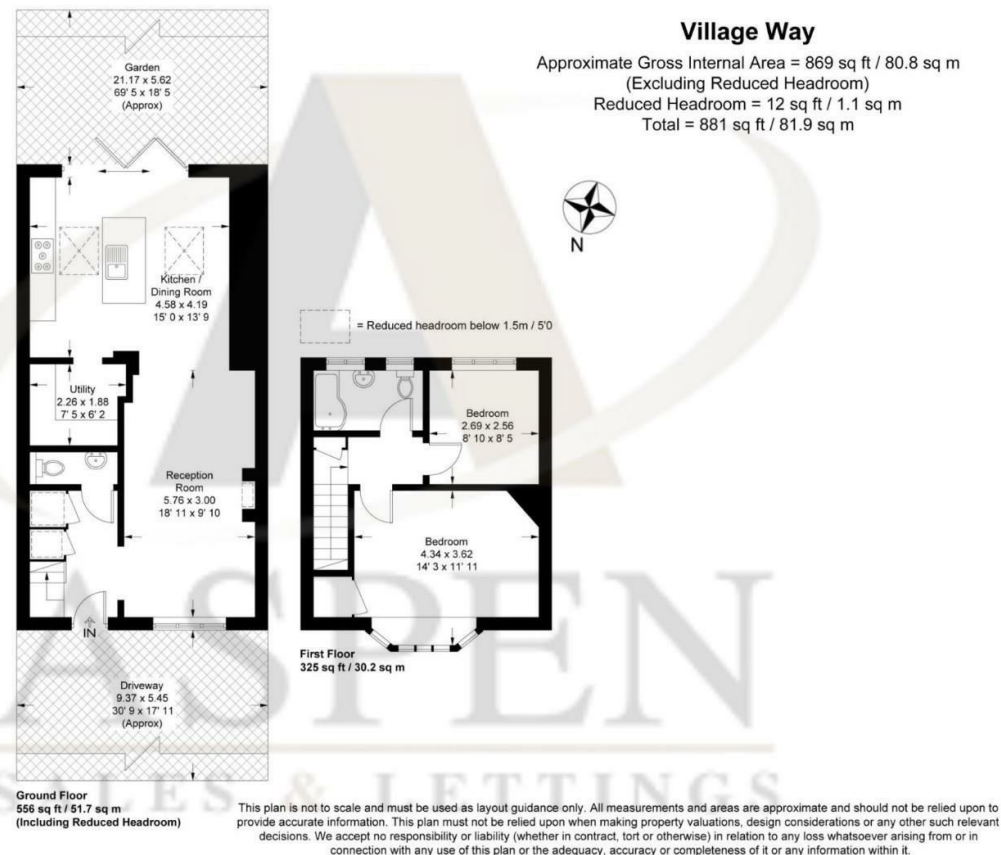 Village Way
Approximate Gross Internal Area = 869 sq ft / 80.8 sq m
(Excluding Reduced Headroom)
Reduced Headroom = 12 sq ft / 1.1 sq m
Total = 881 sq ft / 81.9 sq m
Garden
21.17 x 5.62
69' 5 x 18' 5
(Approx)
N
Kitchen /
Dining Room
4.58 x 4.19
15' 0 x 13' 9
= Reduced headroom below 1.5m / 5'0
Utility
2.26 x 1.88
7' 5 x 6' 2
Bedroom
2.69 x 2.56
8' 10 x 8' 5
Reception
Room
5.76 x 3.00
18' 11 x 9' 10
Bedroom
4.34 x 3.62
14' 3 x 11' 11
IN
First Floor
325 sq ft / 30.2 sq m
Driveway
9.37 x 5.45
30' 9 x 17' 11
(Approx)
ASPEN
SALES & LETTINGS
Ground Floor
556 sq ft / 51.7 sq m
(Including Reduced Headroom)
This plan is not to scale and must be used as layout guidance only. All measurements and areas are approximate and should not be relied upon to
provide accurate information. This plan must not be relied upon when making property valuations, design considerations or any other such relevant
decisions. We accept no responsibility or liability (whether in contract, tort or otherwise) in relation to any loss whatsoever arising from or in
connection with any use of this plan or the adequacy, accuracy or completeness of it or any information within it.